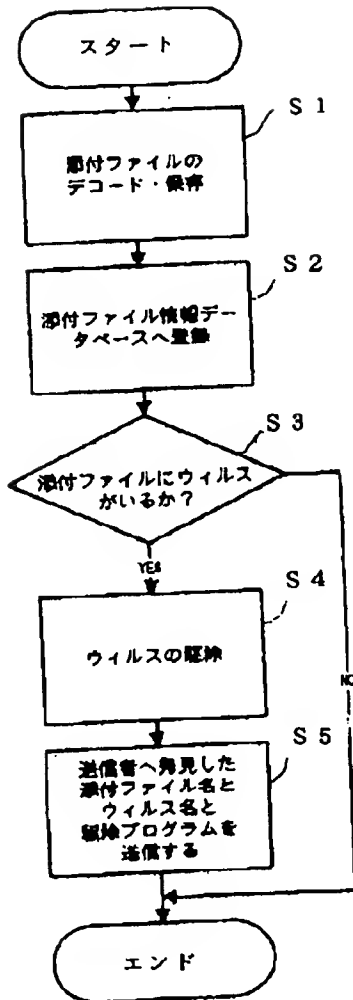 スタート
S1
添付ファイルの
デコード・保存
S2
添付ファイル情報デー
タベースへ登録
S3
添付ファイルにウィルス
がいるか？
YES
S4
ウィルスの駆除
NO
S5
送信者へ発見した
添付ファイル名と
ウィルス名と
駆除プログラムを
送信する
エンド